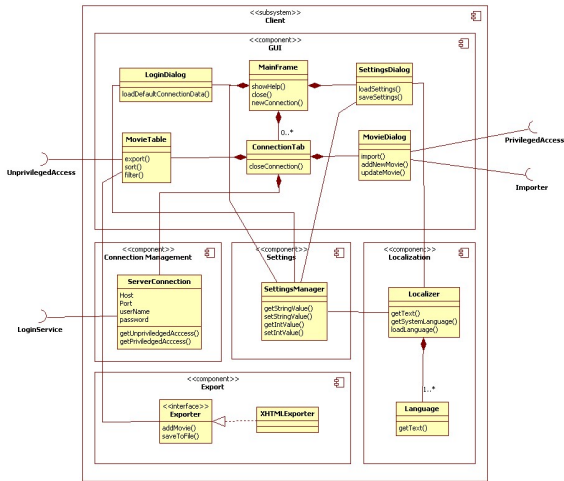 <<subsystem>>
Client
<<component>>
GUI
MainFrame
showHelp()
close()
newConnection()
LoginDialog
loadDefaultConnectionData()
SettingsDialog
loadSettings()
saveSettings()
0..*
MovieTable
export()
sort()
filter()
ConnectionTab
closeConnection()
MovieDialog
import()
addNewMovie()
updateMovie()
UnprivilegedAccess
PrivilegedAccess
Importer
<<component>>
Connection Management
ServerConnection
Host
Port
userName
password
getUnpriviledgedAcccess()
getPriviledgedAcccess()
LoginService
<<component>>
Settings
SettingsManager
getStringValue()
setStringValue()
getIntValue()
setIntValue()
<<component>>
Localization
Localizer
getText()
getSystemLanguage()
loadLanguage()
1..*
Language
getText()
<<component>>
Export
<<interface>>
Exporter
addMovie()
saveToFile()
XHTMLExporter